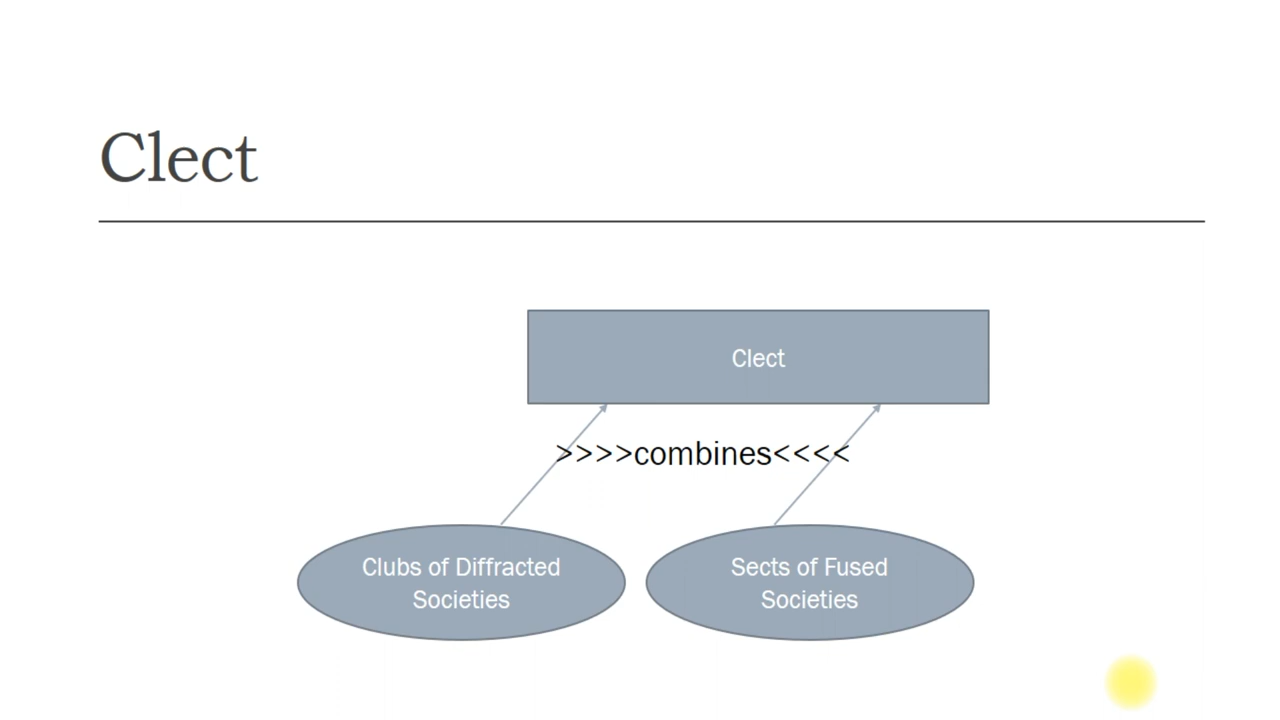 Clect
Clect
>>>>combines<<<<
Clubs of Diffracted
Societies
Sects of Fused
Societies